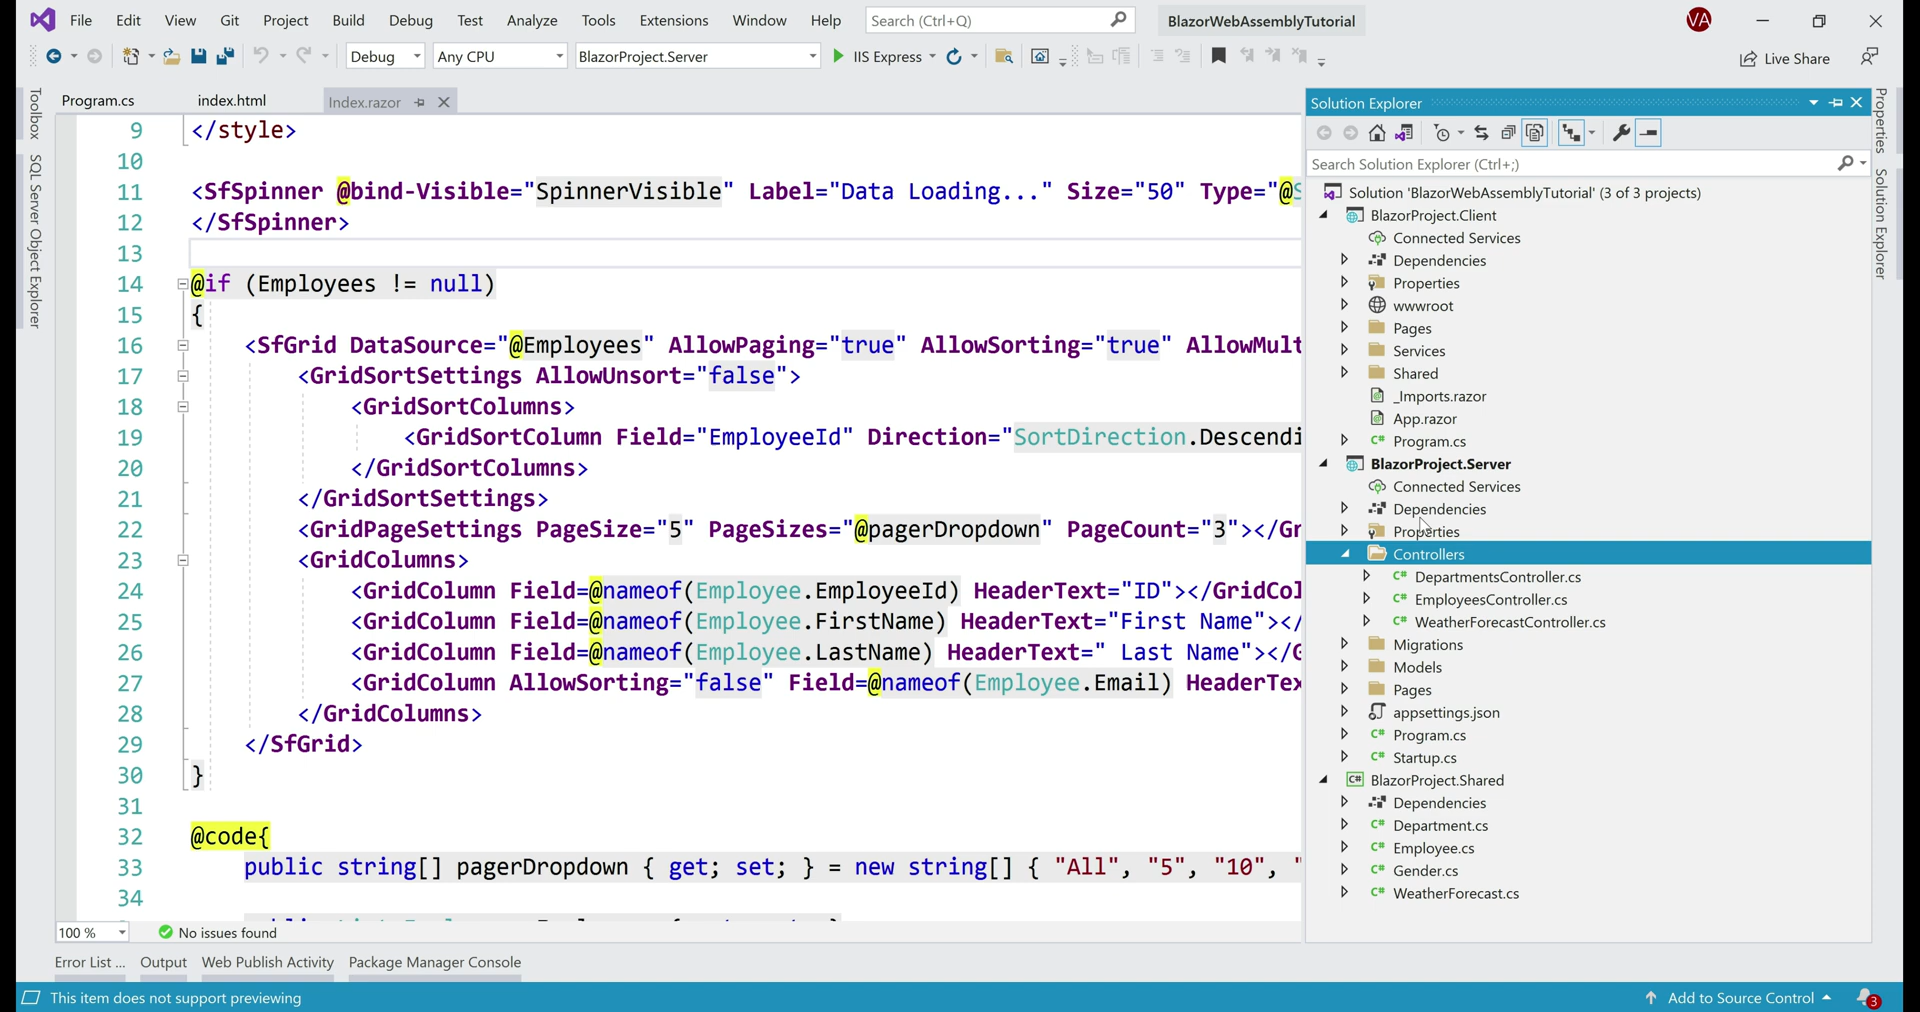 File Edit View Git Project Build Debug Test Analyze Tools Extensions Window Help Search (Ctrl+Q) BlazorWebAssemblyTutorial VA
Debug Any CPU BlazorProject.Server IIS Express Live Share
Program.cs index.html Index.razor
Toolbox
SQL Server Object Explorer
9 </style>
10
11 <SfSpinner @bind-Visible="SpinnerVisible" Label="Data Loading..." Size="50" Type="@S
12 </SfSpinner>
13
14 @if (Employees != null)
15 {
16 <SfGrid DataSource="@Employees" AllowPaging="true" AllowSorting="true" AllowMult
17 <GridSortSettings AllowUnsort="false">
18 <GridSortColumns>
19 <GridSortColumn Field="EmployeeId" Direction="SortDirection.Descendi
20 </GridSortColumns>
21 </GridSortSettings>
22 <GridPageSettings PageSize="5" PageSizes="@pagerDropdown" PageCount="3"></Gr
23 <GridColumns>
24 <GridColumn Field=@nameof(Employee.EmployeeId) HeaderText="ID"></GridCol
25 <GridColumn Field=@nameof(Employee.FirstName) HeaderText="First Name"></
26 <GridColumn Field=@nameof(Employee.LastName) HeaderText=" Last Name"></G
27 <GridColumn AllowSorting="false" Field=@nameof(Employee.Email) HeaderTex
28 </GridColumns>
29 </SfGrid>
30 }
31
32 @code{
33 public string[] pagerDropdown { get; set; } = new string[] { "All", "5", "10", "
34
100 % No issues found
Solution Explorer
Search Solution Explorer (Ctrl+;)
Solution 'BlazorWebAssemblyTutorial' (3 of 3 projects)
BlazorProject.Client
Connected Services
Dependencies
Properties
wwwroot
Pages
Services
Shared
_Imports.razor
App.razor
C# Program.cs
BlazorProject.Server
Connected Services
Dependencies
Properties
Controllers
C# DepartmentsController.cs
C# EmployeesController.cs
C# WeatherForecastController.cs
Migrations
Models
Pages
appsettings.json
C# Program.cs
C# Startup.cs
C# BlazorProject.Shared
Dependencies
C# Department.cs
C# Employee.cs
C# Gender.cs
C# WeatherForecast.cs
Properties
Solution Explorer
Error List ... Output Web Publish Activity Package Manager Console
This item does not support previewing Add to Source Control 3